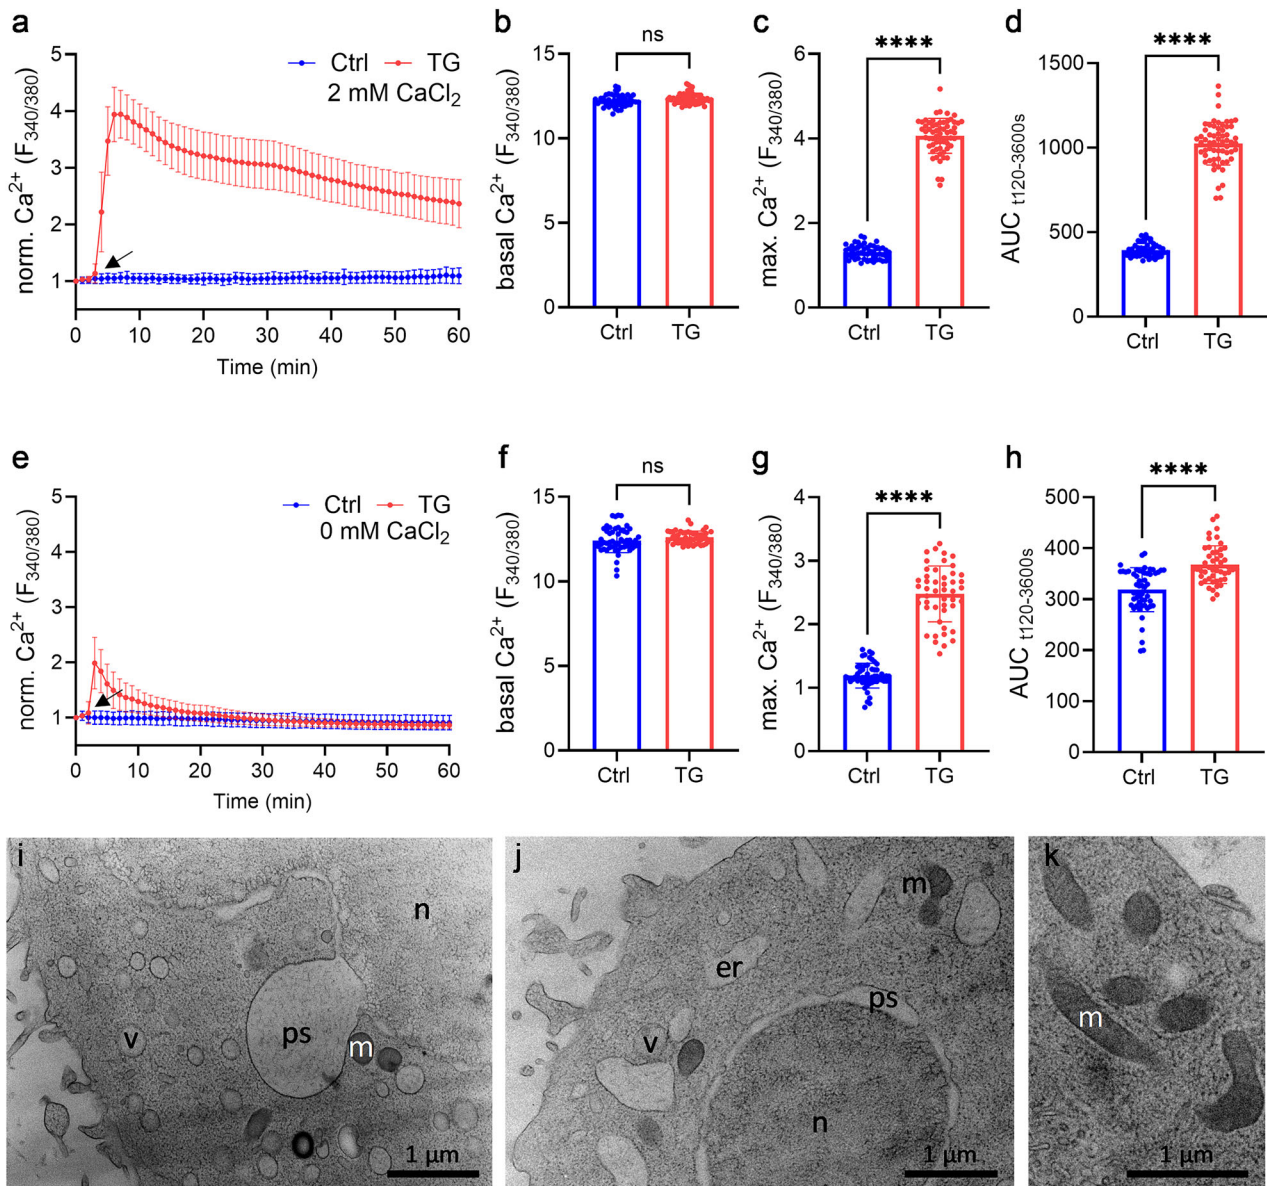 a
norm. Ca2+ (F340/380)
5
4
3
2
1
0 10 20 30 40 50 60
Time (min)
Ctrl TG
2 mM CaCl2
b
basal Ca2+ (F340/380)
15
10
5
0
ns
Ctrl TG
c
max. Ca2+ (F340/380)
6
4
2
0
****
Ctrl TG
d
AUC t120-3600s
1500
1000
500
0
****
Ctrl TG
e
norm. Ca2+ (F340/380)
5
4
3
2
1
0 10 20 30 40 50 60
Time (min)
Ctrl TG
0 mM CaCl2
f
basal Ca2+ (F340/380)
15
10
5
0
ns
Ctrl TG
g
max. Ca2+ (F340/380)
4
3
2
1
0
****
Ctrl TG
h
AUC t120-3600s
500
400
300
200
100
0
****
Ctrl TG
i
n
v
ps
m
1 µm
j
m
er
ps
v
n
1 µm
k
m
1 µm